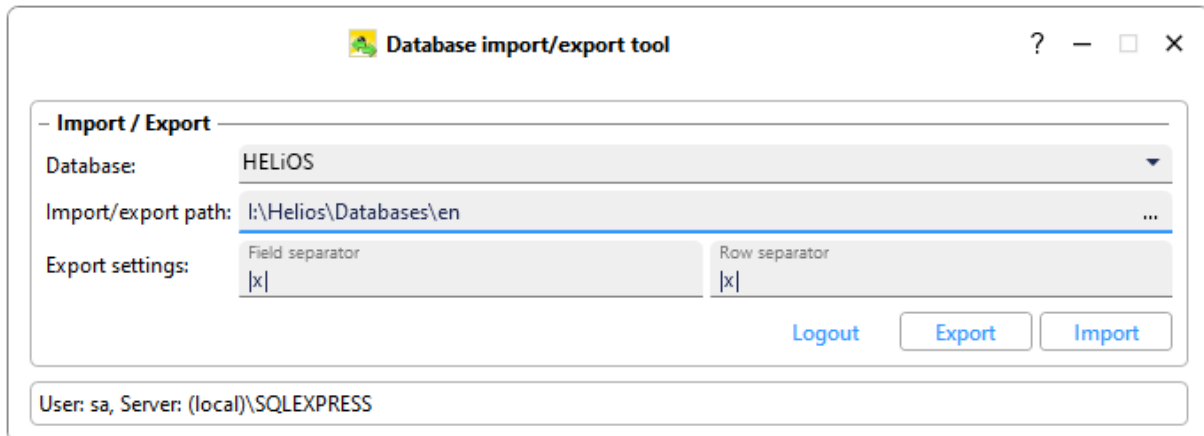 Database import/export tool
Import / Export
Database: HELiOS
Import/export path: I:\Helios\Databases\en ...
Field separator Row separator
Export settings: |x| |x|
Logout Export Import
User: sa, Server: (local)\SQLEXPRESS